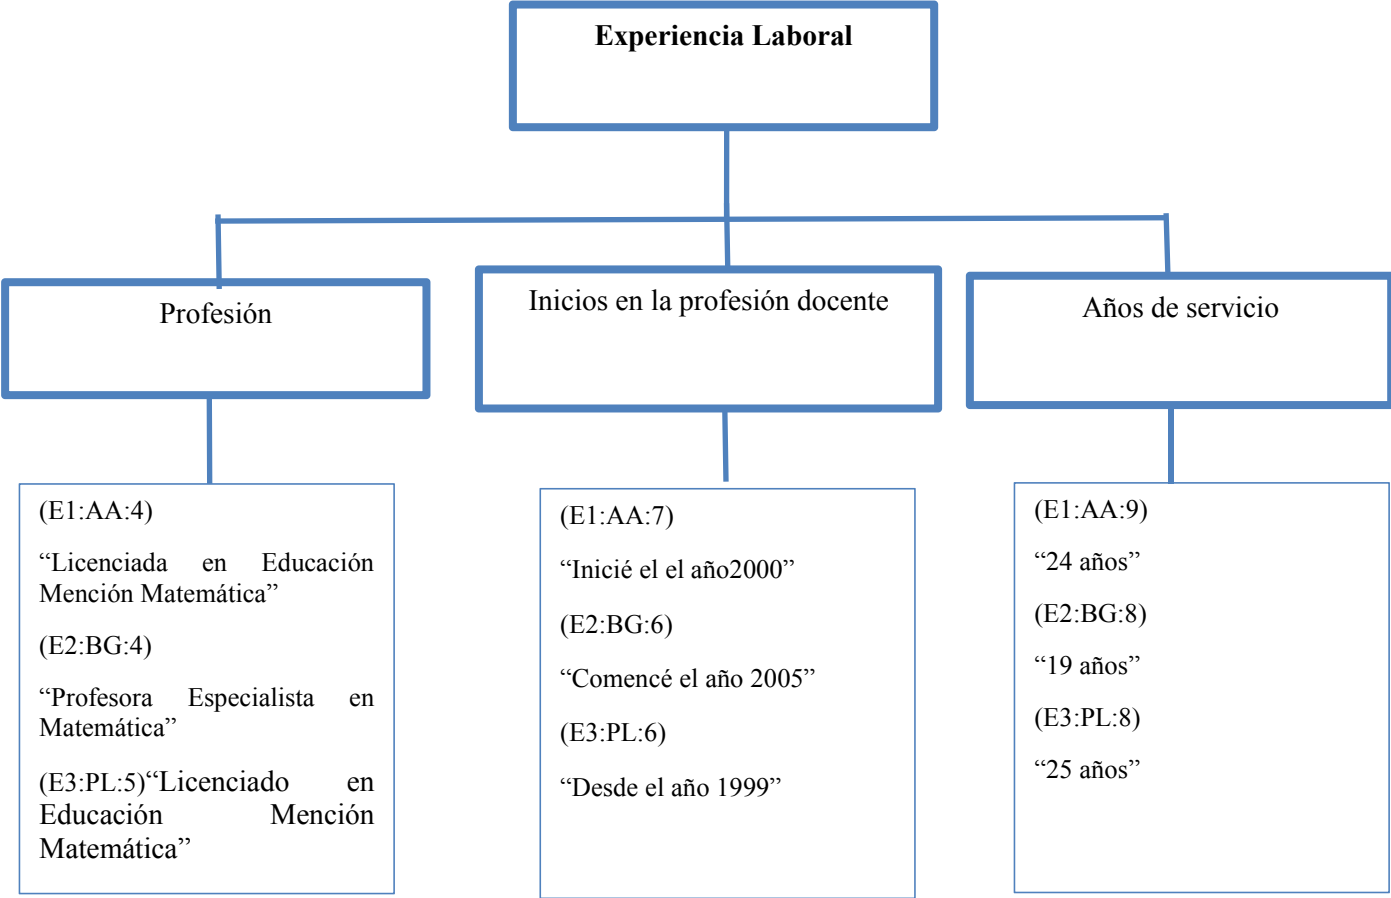 Experiencia Laboral
Profesión
Inicios en la profesión docente
Años de servicio
(E1:AA:4)
“Licenciada en Educación
Mención Matemática”
(E2:BG:4)
“Profesora Especialista en
Matemática”
(E3:PL:5)“Licenciado en
Educación Mención
Matemática”
(E1:AA:7)
“Inicié el el año2000”
(E2:BG:6)
“Comencé el año 2005”
(E3:PL:6)
“Desde el año 1999”
(E1:AA:9)
“24 años”
(E2:BG:8)
“19 años”
(E3:PL:8)
“25 años”